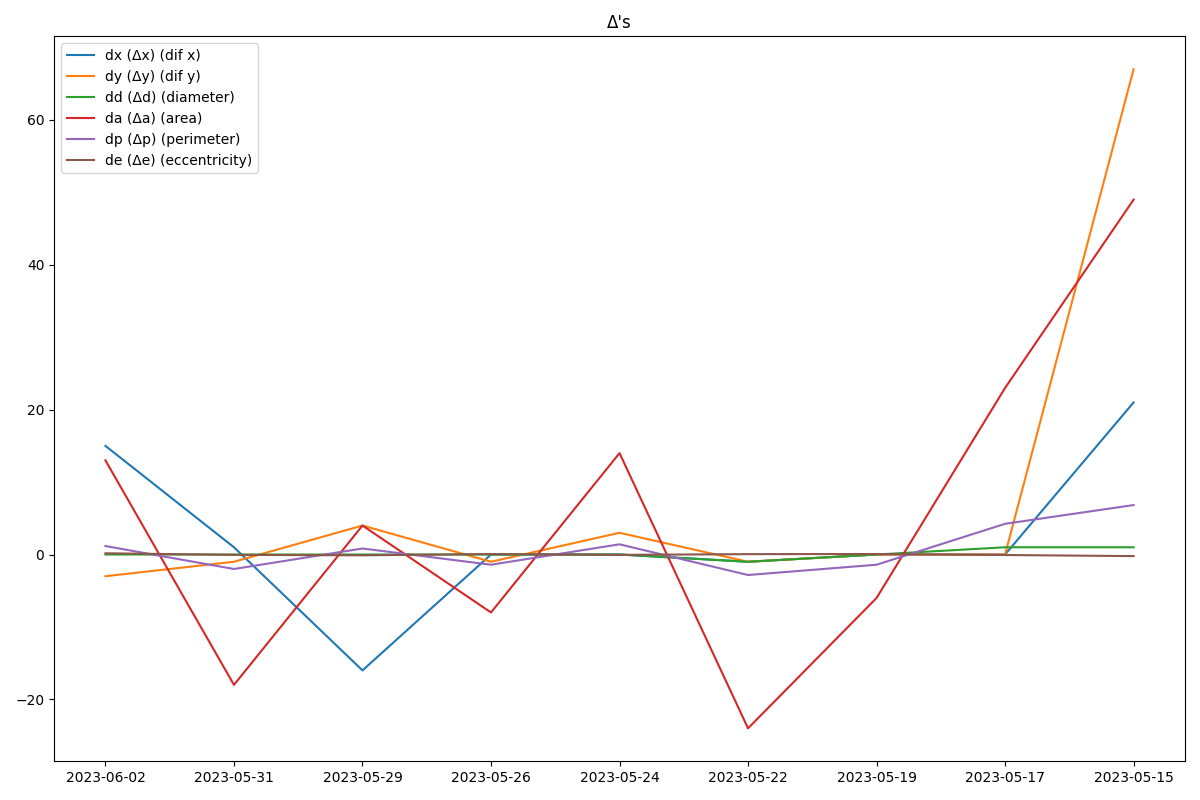 Δ's
dx (Δx) (dif x)
dy (Δy) (dif y)
dd (Δd) (diameter)
da (Δa) (area)
dp (Δp) (perimeter)
de (Δe) (eccentricity)
60
40
20
0
−20
2023-06-02 2023-05-31 2023-05-29 2023-05-26 2023-05-24 2023-05-22 2023-05-19 2023-05-17 2023-05-15